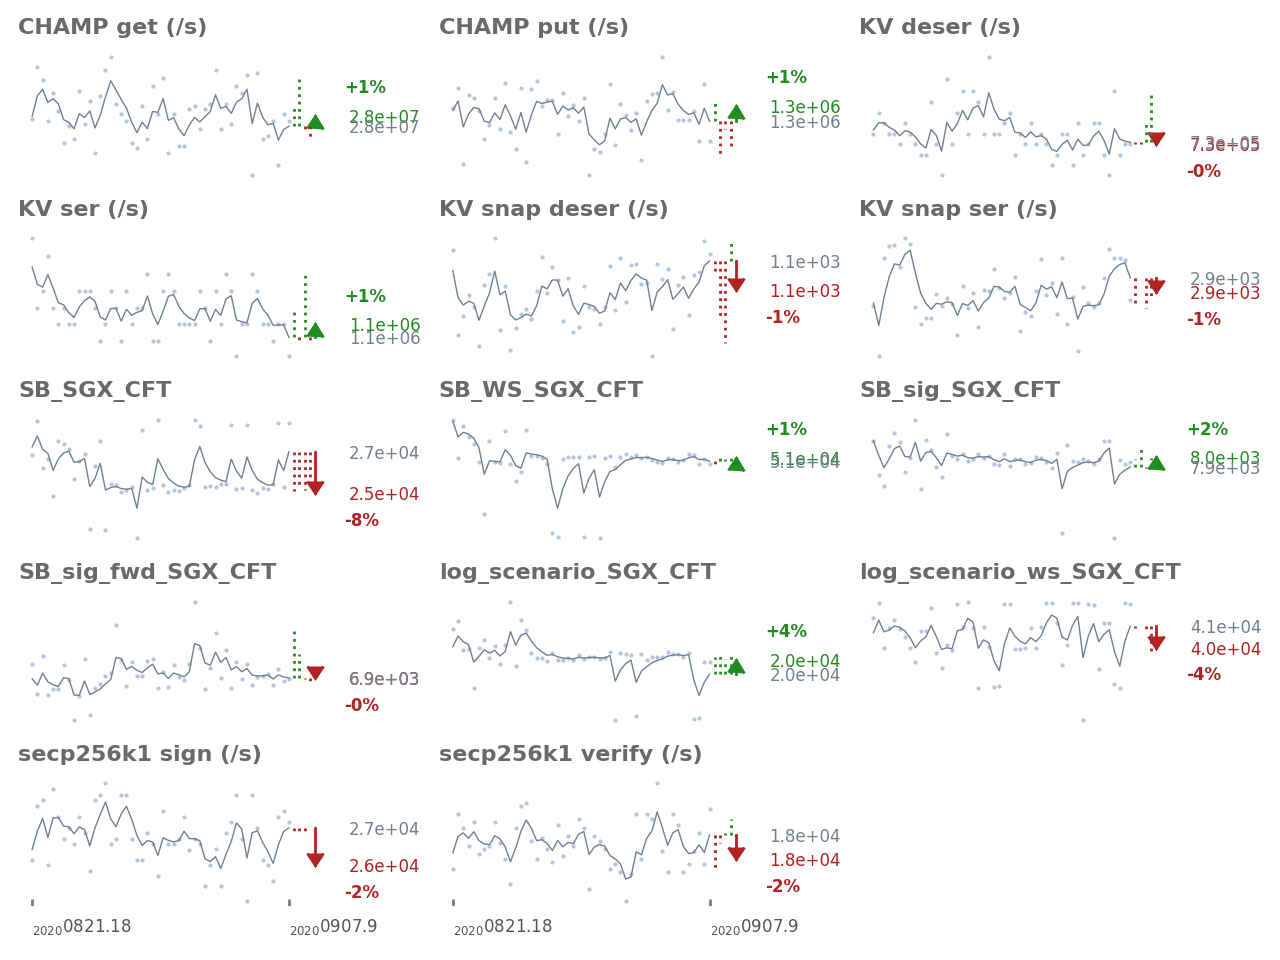 CHAMP get (/s)
+1%
2.8e+07
2.8e+07
CHAMP put (/s)
+1%
1.3e+06
1.3e+06
KV deser (/s)
7.3e+05
7.3e+05
-0%
KV ser (/s)
+1%
1.1e+06
1.1e+06
KV snap deser (/s)
1.1e+03
1.1e+03
-1%
KV snap ser (/s)
2.9e+03
2.9e+03
-1%
SB_SGX_CFT
2.7e+04
2.5e+04
-8%
SB_WS_SGX_CFT
+1%
5.1e+04
5.1e+04
SB_sig_SGX_CFT
+2%
8.0e+03
7.9e+03
SB_sig_fwd_SGX_CFT
6.9e+03
-0%
log_scenario_SGX_CFT
+4%
2.0e+04
2.0e+04
log_scenario_ws_SGX_CFT
4.1e+04
4.0e+04
-4%
secp256k1 sign (/s)
2.7e+04
2.6e+04
-2%
20200821.18
20200907.9
secp256k1 verify (/s)
1.8e+04
1.8e+04
-2%
20200821.18
20200907.9